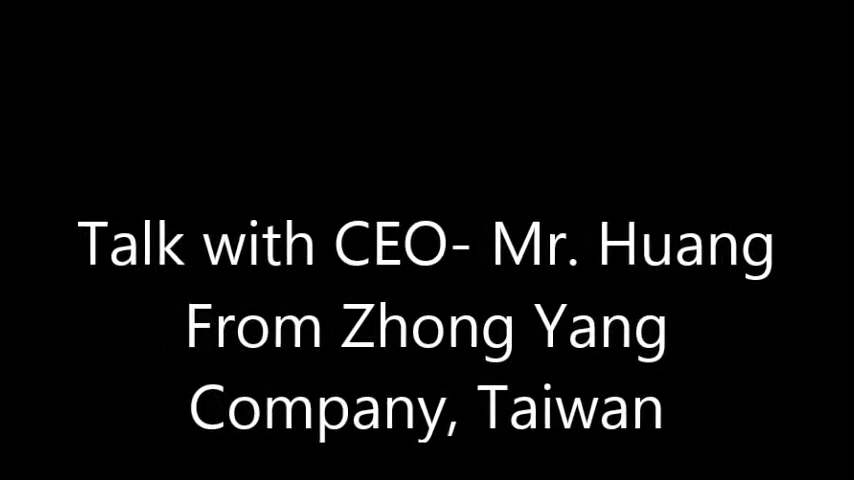 Talk with CEO- Mr. Huang
From Zhong Yang
Company, Taiwan